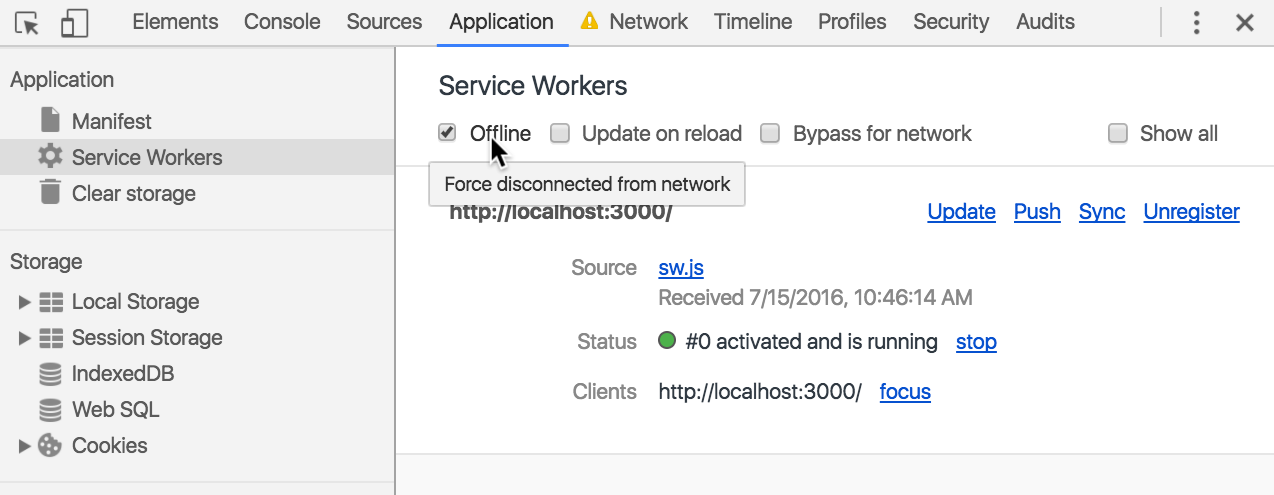 Elements Console Sources Application Network Timeline Profiles Security Audits
Application
Manifest
Service Workers
Clear storage
Storage
Local Storage
Session Storage
IndexedDB
Web SQL
Cookies
Service Workers
Offline Update on reload Bypass for network Show all
Force disconnected from network
http://localhost:3000/ Update Push Sync Unregister
Source sw.js
Received 7/15/2016, 10:46:14 AM
Status #0 activated and is running stop
Clients http://localhost:3000/ focus